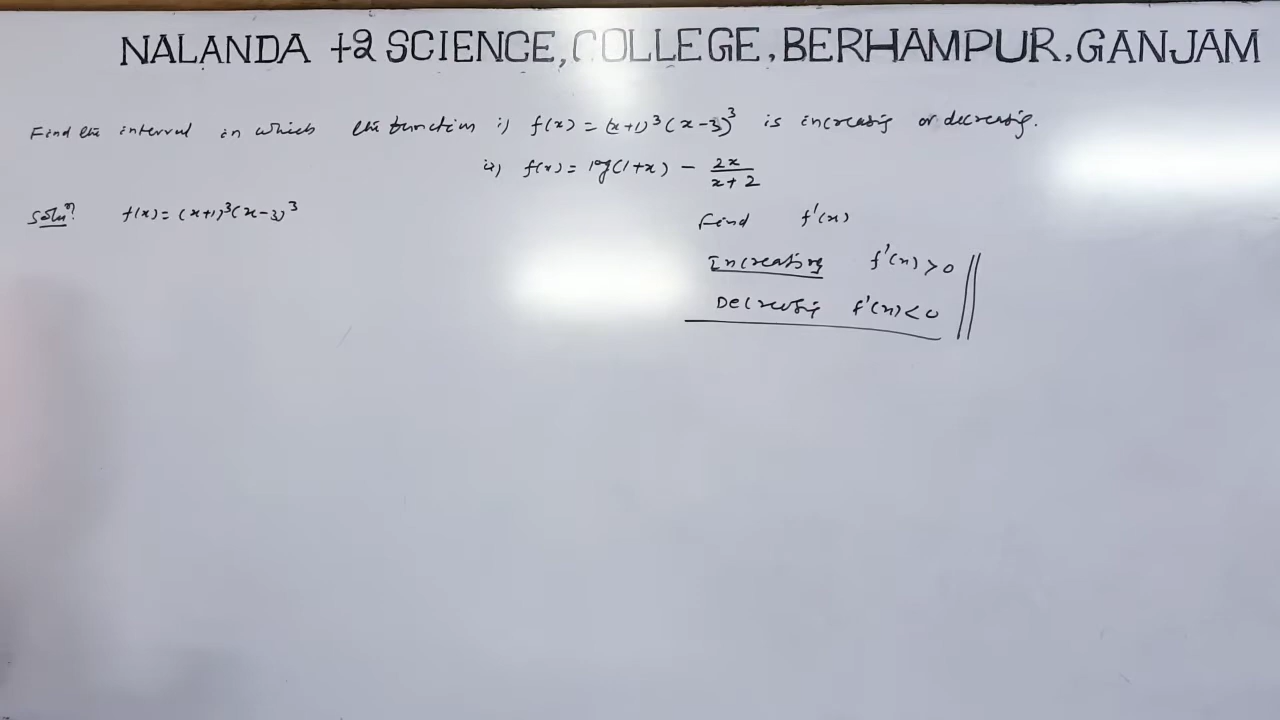 NALANDA +2 SCIENCE, COLLEGE, BERHAMPUR, GANJAM
Find the interval in which the function i) f(x) = (x+1)³(x-3)³ is increasing or decreasing.
ii) f(x) = log(1+x) - 2x/x+2
Soluⁿ? f(x) = (x+1)³(x-3)³
Find f'(x)
Increasing f'(x) > 0
Decreasing f'(x) < 0